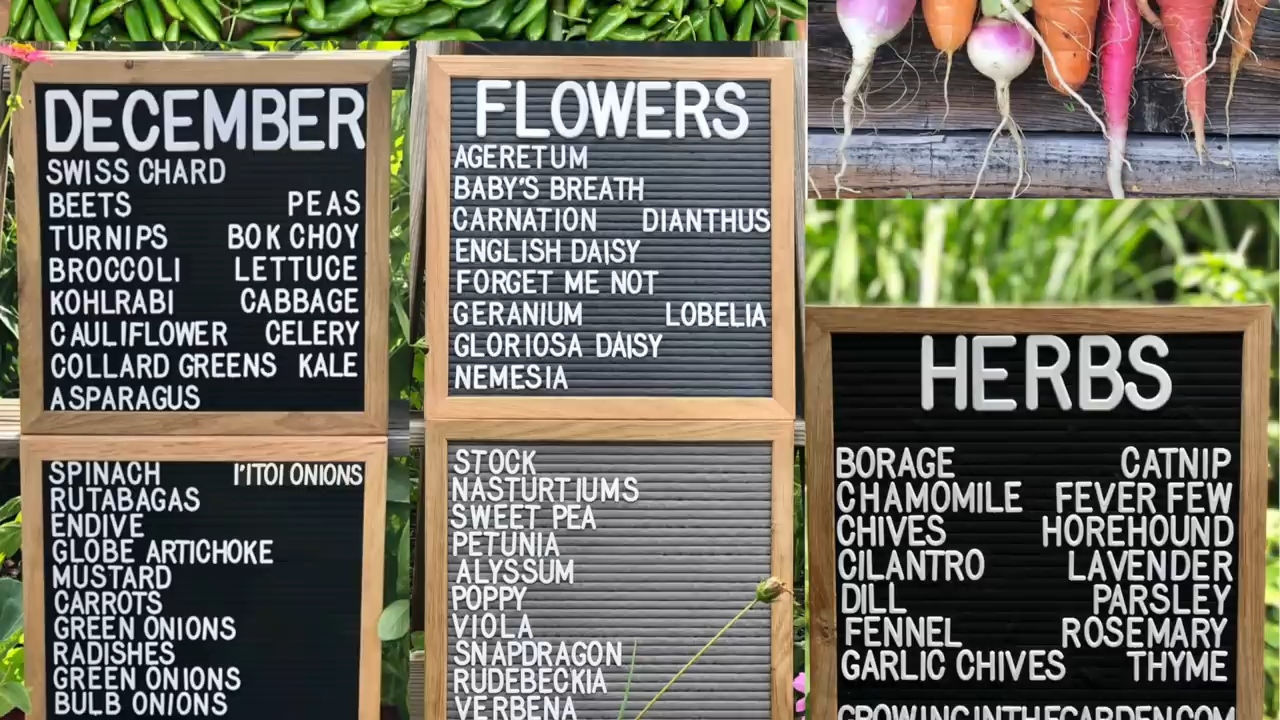 DECEMBER
SWISS CHARD
BEETS PEAS
TURNIPS BOK CHOY
BROCCOLI LETTUCE
KOHLRABI CABBAGE
CAULIFLOWER CELERY
COLLARD GREENS KALE
ASPARAGUS
SPINACH I'ITOI ONIONS
RUTABAGAS
ENDIVE
GLOBE ARTICHOKE
MUSTARD
CARROTS
GREEN ONIONS
RADISHES
GREEN ONIONS
BULB ONIONS
FLOWERS
AGERETUM
BABY'S BREATH
CARNATION DIANTHUS
ENGLISH DAISY
FORGET ME NOT
GERANIUM LOBELIA
GLORIOSA DAISY
NEMESIA
STOCK
NASTURTIUMS
SWEET PEA
PETUNIA
ALYSSUM
POPPY
VIOLA
SNAPDRAGON
RUDEBECKIA
VERBENA
HERBS
BORAGE CATNIP
CHAMOMILE FEVER FEW
CHIVES HOREHOUND
CILANTRO LAVENDER
DILL PARSLEY
FENNEL ROSEMARY
GARLIC CHIVES THYME
GROWINGINTHEGARDEN.COM